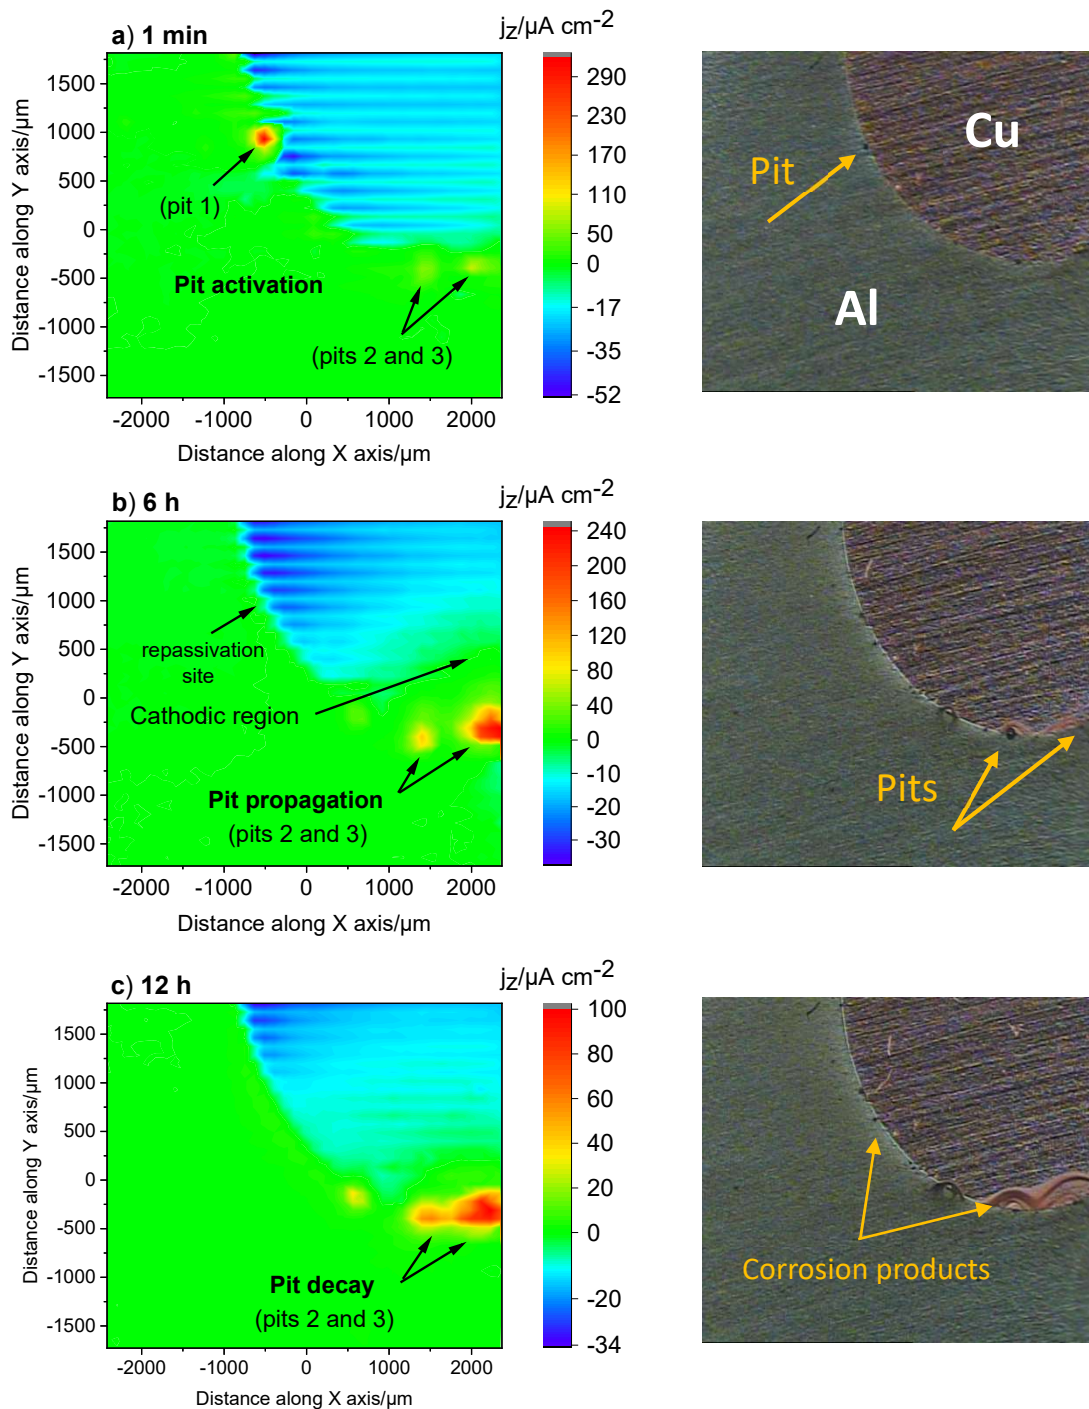 a) 1 min
jz/µA cm-2
Distance along Y axis/µm
1500
1000
500
0
-500
-1000
-1500
(pit 1)
Pit activation
(pits 2 and 3)
-2000 -1000 0 1000 2000
Distance along X axis/µm
290
230
170
110
50
0
-17
-35
-52
Cu
Pit
Al
b) 6 h
jz/µA cm-2
Distance along Y axis/µm
1500
1000
500
0
-500
-1000
-1500
repassivation
site
Cathodic region
Pit propagation
(pits 2 and 3)
-2000 -1000 0 1000 2000
Distance along X axis/µm
240
200
160
120
80
40
0
-10
-20
-30
Pits
c) 12 h
jz/µA cm-2
Distance along Y axis/µm
1500
1000
500
0
-500
-1000
-1500
Pit decay
(pits 2 and 3)
-2000 -1000 0 1000 2000
Distance along X axis/µm
100
80
60
40
20
0
-20
-34
Corrosion products